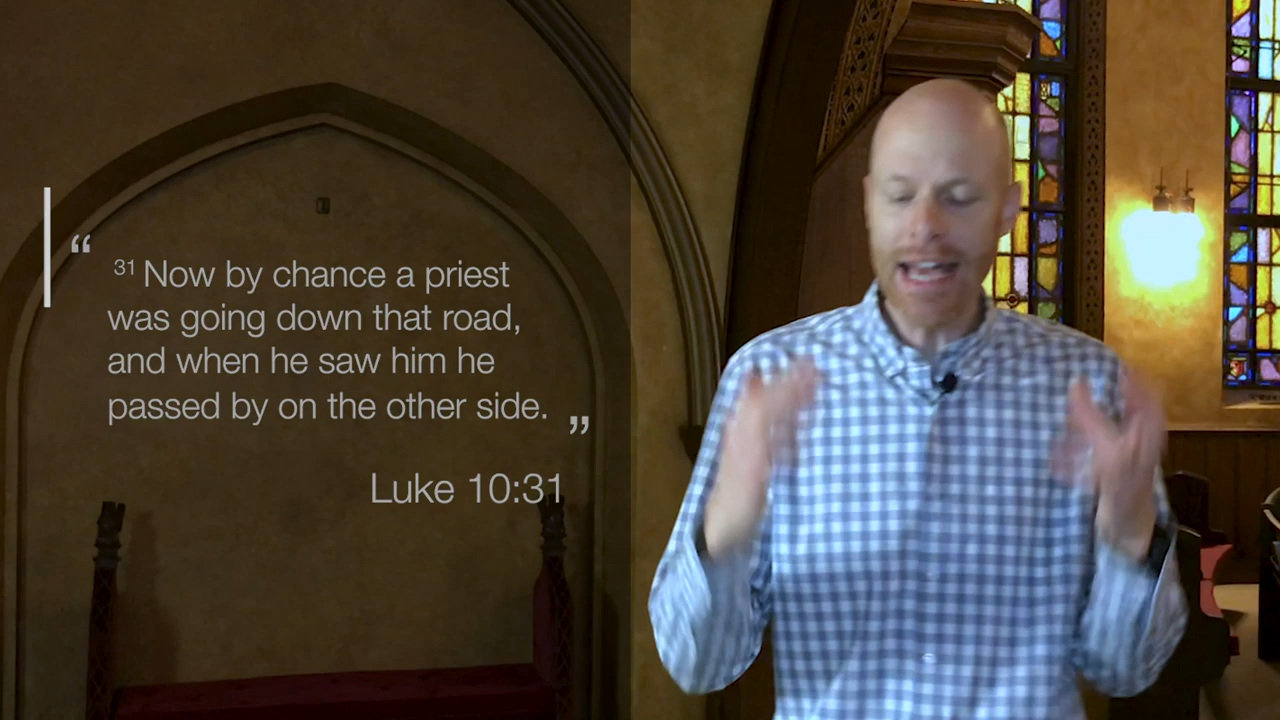 “ 31 Now by chance a priest
was going down that road,
and when he saw him he
passed by on the other side. ”
Luke 10:31